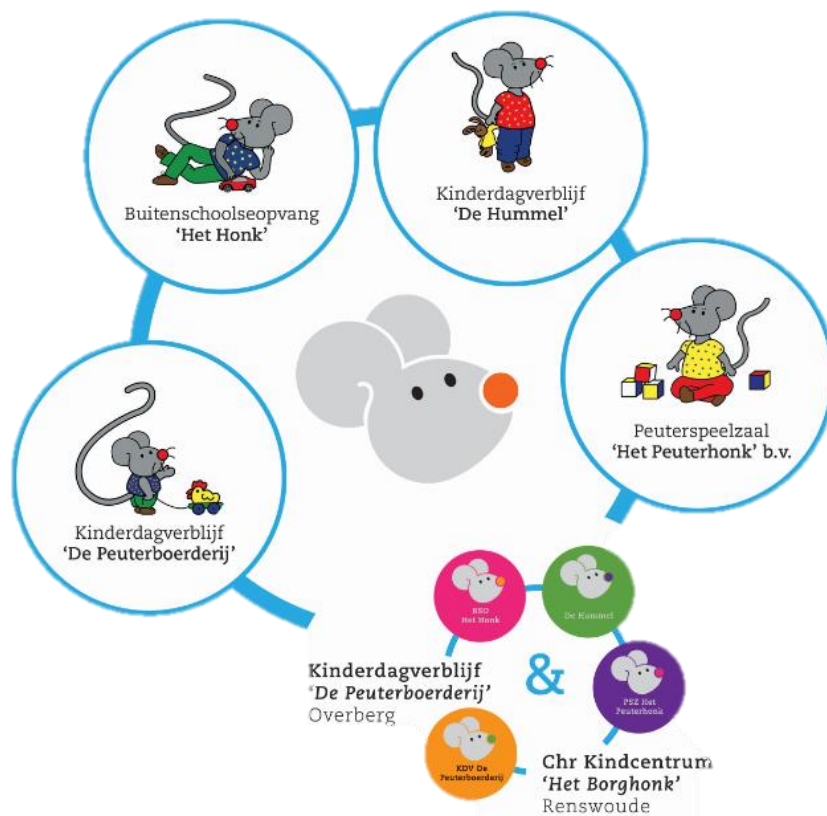 Buitenschoolseopvang
'Het Honk'
Kinderdagverblijf
'De Hummel'
Peuterspeelzaal
'Het Peuterhonk' b.v.
Kinderdagverblijf
'De Peuterboerderij'
BSO
Het Honk
De Hummel
PSZ Het
Peuterhonk
KDV De
Peuterboerderij
Kinderdagverblijf
'De Peuterboerderij'
Overberg
&
Chr Kindcentrum
'Het Borghonk'
Renswoude